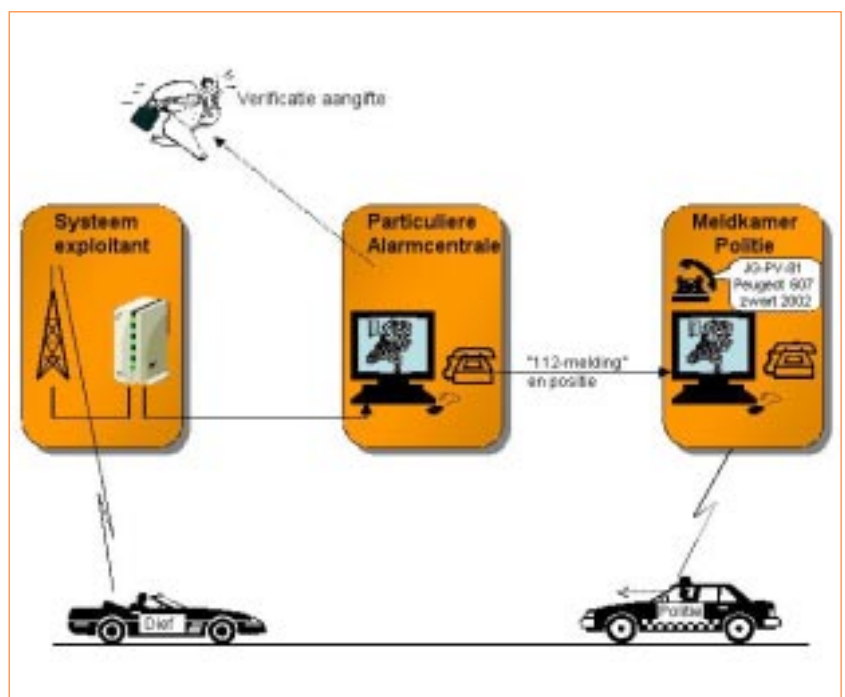 Verificatie aangifte
Systeem
exploitant
Particuliere
Alarmcentrale
Meldkamer
Politie
JG-PV-81
Peugeot 607
zwart 2002
"112-melding"
en positie
Dief
Politie